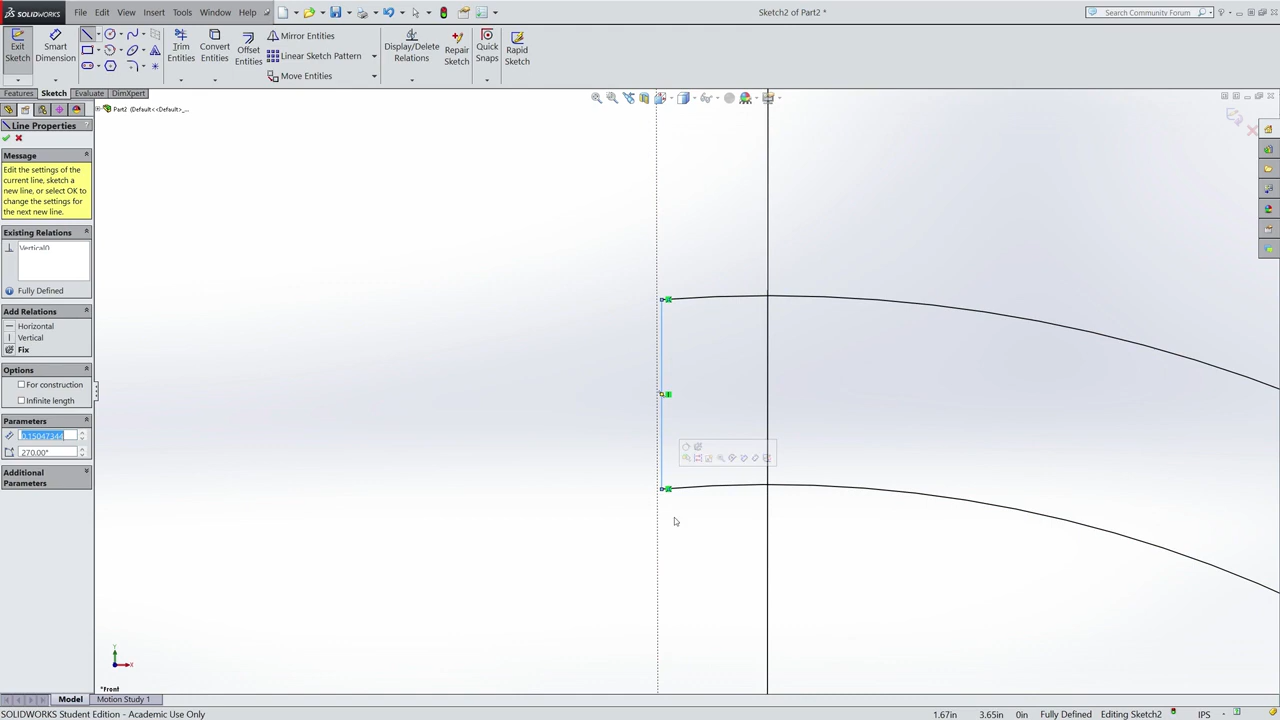 SOLIDWORKS
File Edit View Insert Tools Window Help
Sketch2 of Part2 *
Search Community Forum
Exit Sketch
Smart Dimension
Trim Entities
Convert Entities
Offset Entities
Mirror Entities
Linear Sketch Pattern
Move Entities
Display/Delete Relations
Repair Sketch
Quick Snaps
Rapid Sketch
Features Sketch Evaluate DimXpert
Part2 (Default<<Default>_...
Line Properties
?
Message
Edit the settings of the
current line, sketch a
new line, or select OK to
change the settings for
the next new line.
Existing Relations
Vertical0
Fully Defined
Add Relations
Horizontal
Vertical
Fix
Options
For construction
Infinite length
Parameters
0.15047344
270.00°
Additional
Parameters
Y
X
*Front
Model Motion Study 1
SOLIDWORKS Student Edition - Academic Use Only
1.67in 3.65in 0in Fully Defined Editing Sketch2 IPS